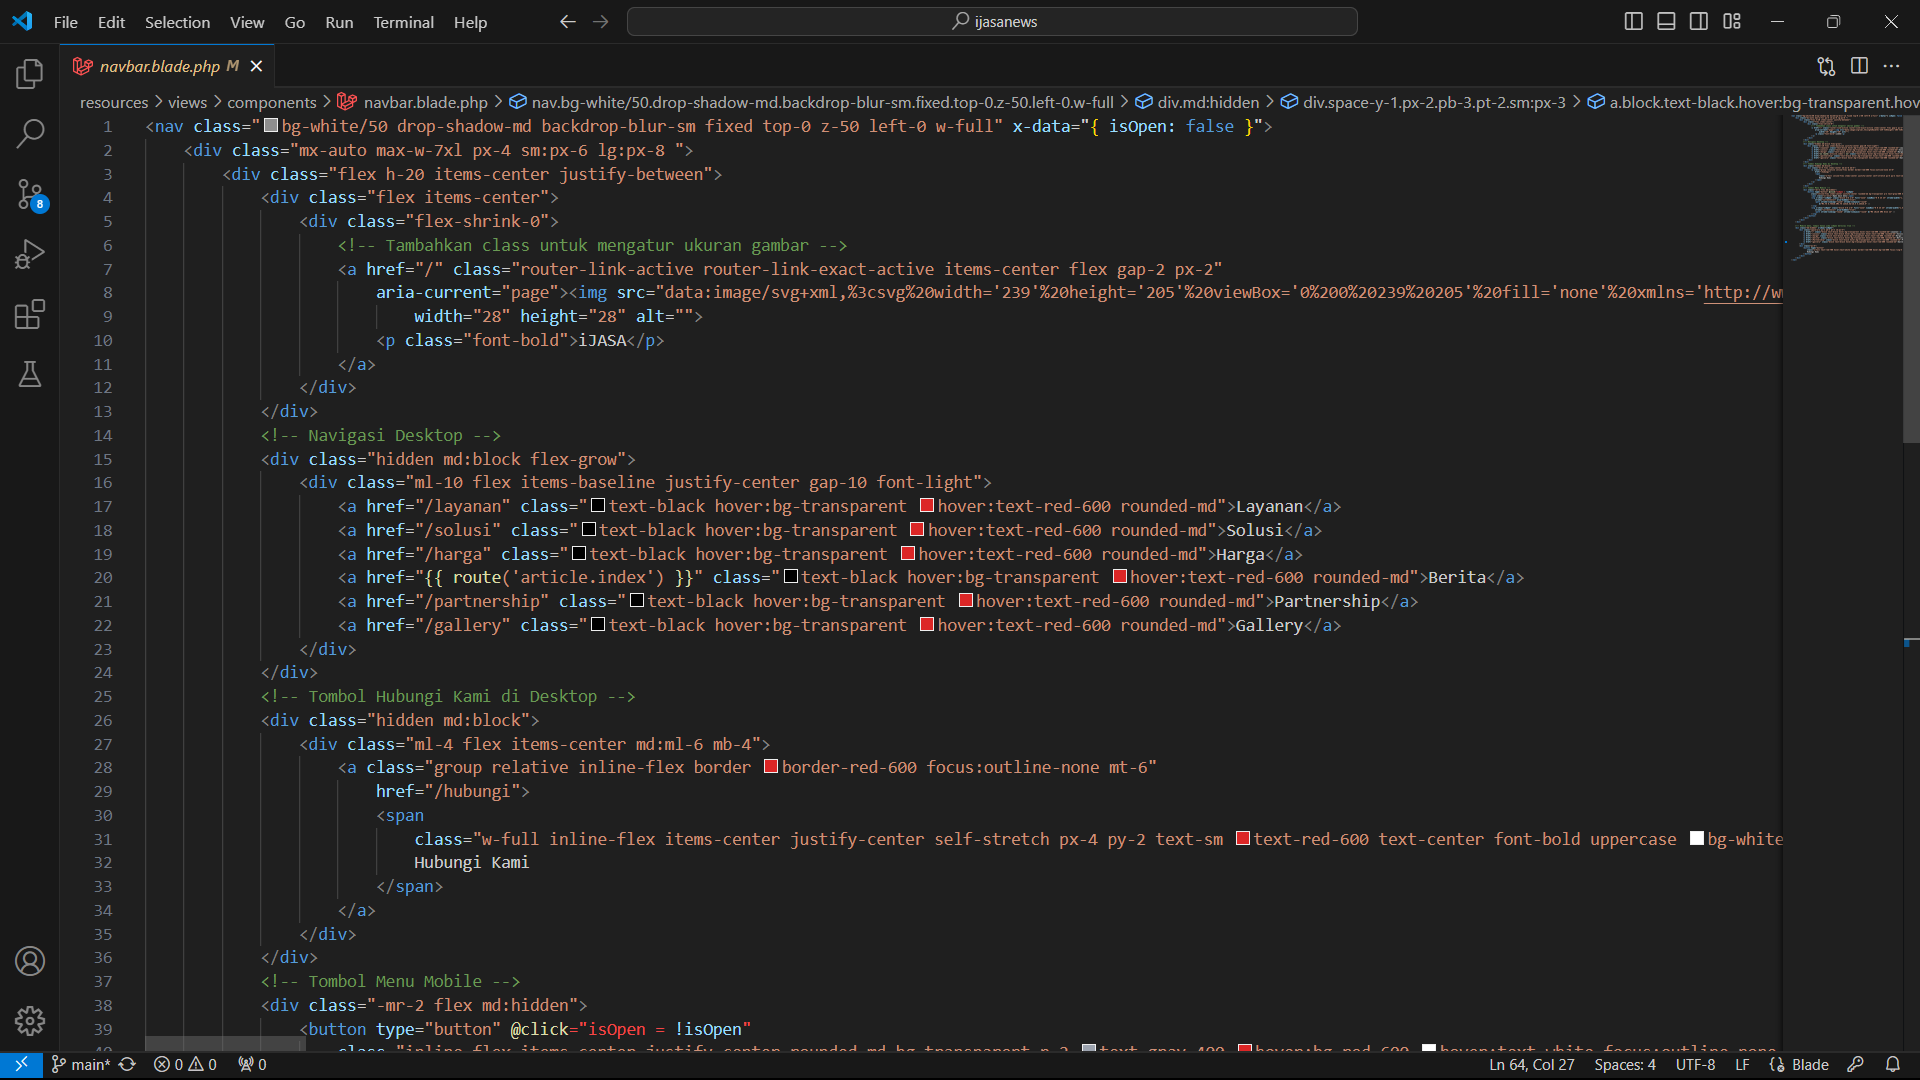 File Edit Selection View Go Run Terminal Help
ijasanews
navbar.blade.php M
resources > views > components > navbar.blade.php > nav.bg-white/50.drop-shadow-md.backdrop-blur-sm.fixed.top-0.z-50.left-0.w-full > div.md:hidden > div.space-y-1.px-2.pb-3.pt-2.sm:px-3 > a.block.text-black.hover:bg-transparent.hov
1 <nav class="bg-white/50 drop-shadow-md backdrop-blur-sm fixed top-0 z-50 left-0 w-full" x-data="{ isOpen: false }">
2 <div class="mx-auto max-w-7xl px-4 sm:px-6 lg:px-8 ">
3 <div class="flex h-20 items-center justify-between">
4 <div class="flex items-center">
5 <div class="flex-shrink-0">
6 <!-- Tambahkan class untuk mengatur ukuran gambar -->
7 <a href="/" class="router-link-active router-link-exact-active items-center flex gap-2 px-2"
8 aria-current="page"><img src="data:image/svg+xml,%3csvg%20width='239'%20height='205'%20viewBox='0%200%20239%20205'%20fill='none'%20xmlns='http://w
9 width="28" height="28" alt="">
10 <p class="font-bold">iJASA</p>
11 </a>
12 </div>
13 </div>
14 <!-- Navigasi Desktop -->
15 <div class="hidden md:block flex-grow">
16 <div class="ml-10 flex items-baseline justify-center gap-10 font-light">
17 <a href="/layanan" class="text-black hover:bg-transparent hover:text-red-600 rounded-md">Layanan</a>
18 <a href="/solusi" class="text-black hover:bg-transparent hover:text-red-600 rounded-md">Solusi</a>
19 <a href="/harga" class="text-black hover:bg-transparent hover:text-red-600 rounded-md">Harga</a>
20 <a href="{{ route('article.index') }}" class="text-black hover:bg-transparent hover:text-red-600 rounded-md">Berita</a>
21 <a href="/partnership" class="text-black hover:bg-transparent hover:text-red-600 rounded-md">Partnership</a>
22 <a href="/gallery" class="text-black hover:bg-transparent hover:text-red-600 rounded-md">Gallery</a>
23 </div>
24 </div>
25 <!-- Tombol Hubungi Kami di Desktop -->
26 <div class="hidden md:block">
27 <div class="ml-4 flex items-center md:ml-6 mb-4">
28 <a class="group relative inline-flex border border-red-600 focus:outline-none mt-6"
29 href="/hubungi">
30 <span
31 class="w-full inline-flex items-center justify-center self-stretch px-4 py-2 text-sm text-red-600 text-center font-bold uppercase bg-white
32 Hubungi Kami
33 </span>
34 </a>
35 </div>
36 </div>
37 <!-- Tombol Menu Mobile -->
38 <div class="-mr-2 flex md:hidden">
39 <button type="button" @click="isOpen = !isOpen"
8
main* 0 0 0 Ln 64, Col 27 Spaces: 4 UTF-8 LF Blade